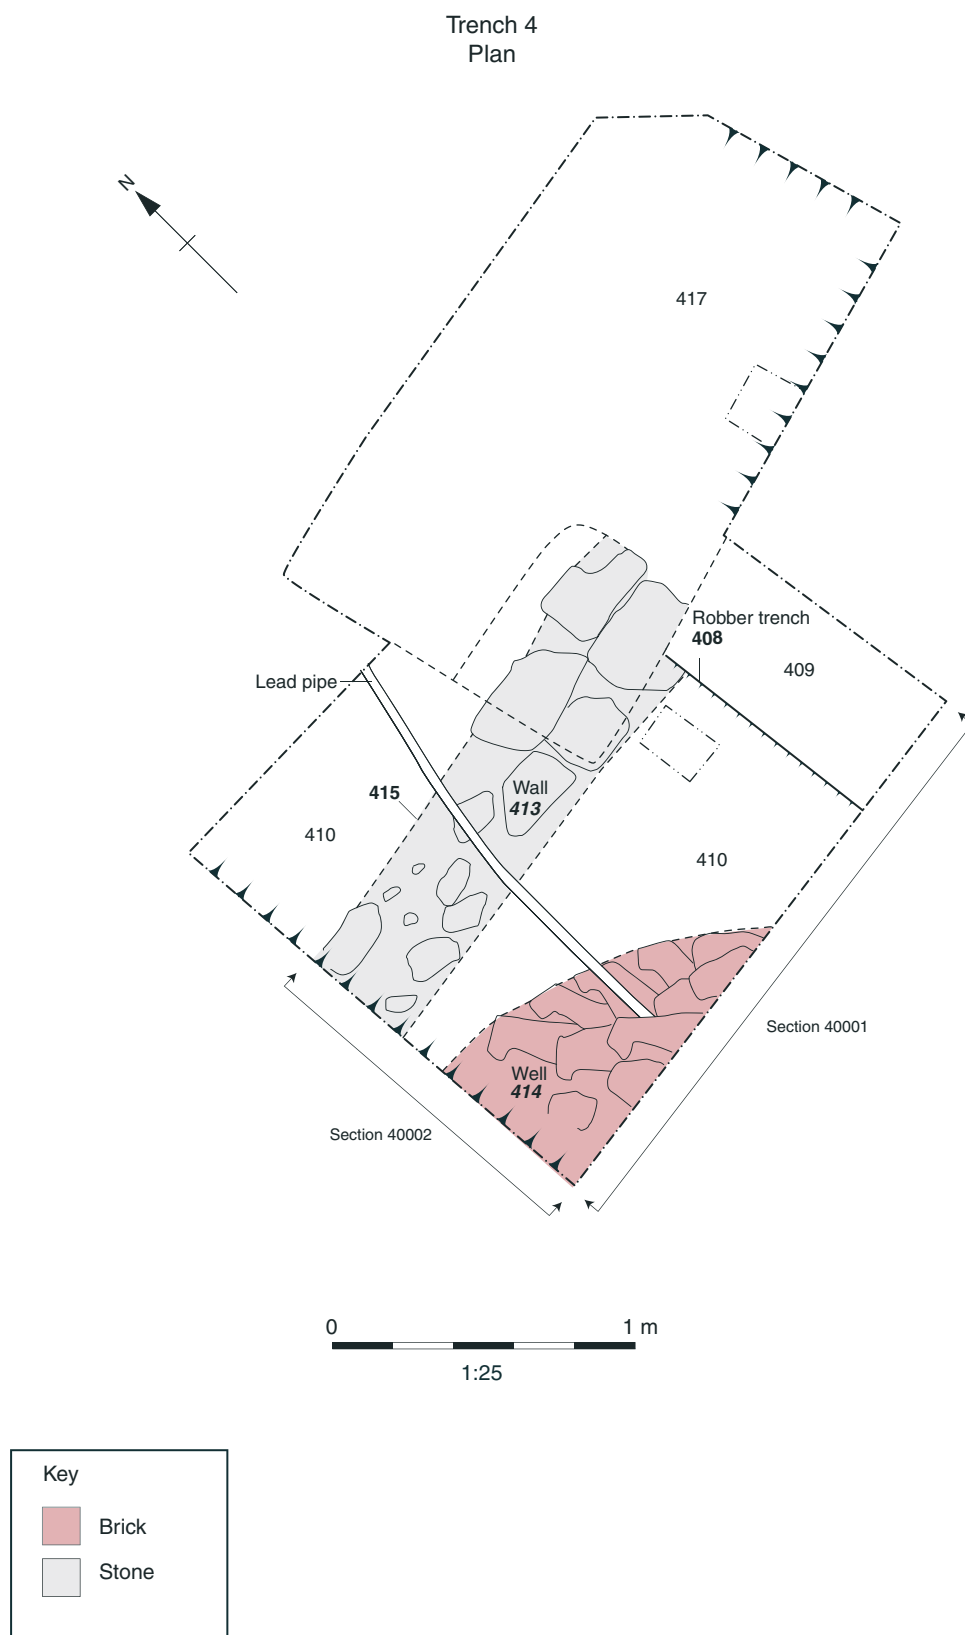 Trench 4
Plan
N
417
Robber trench
408
409
Lead pipe
415
Wall
413
410
410
Well
414
Section 40001
Section 40002
0 1 m
1:25
Key
Brick
Stone